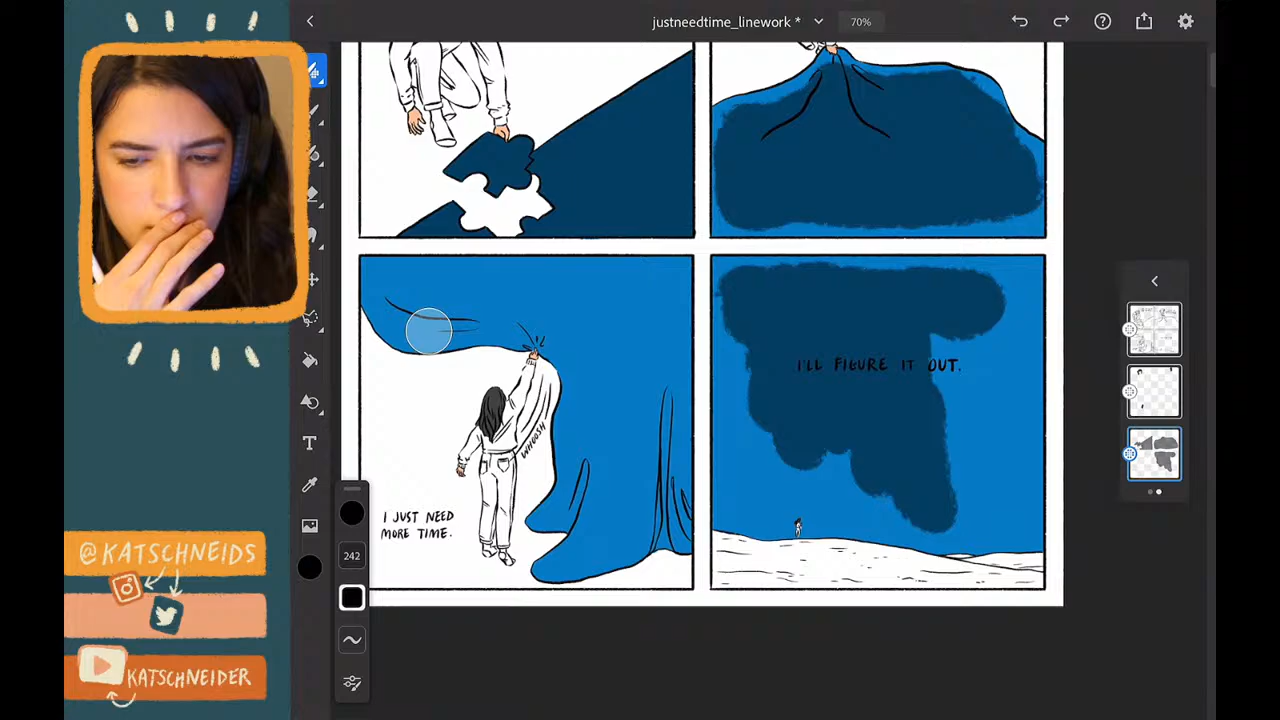 justneedtime_linework *
70%
I'LL FIGURE IT OUT.
WHOOSH
I JUST NEED
MORE TIME.
242
T
@KATSCHNEIDS
KATSCHNEIDER